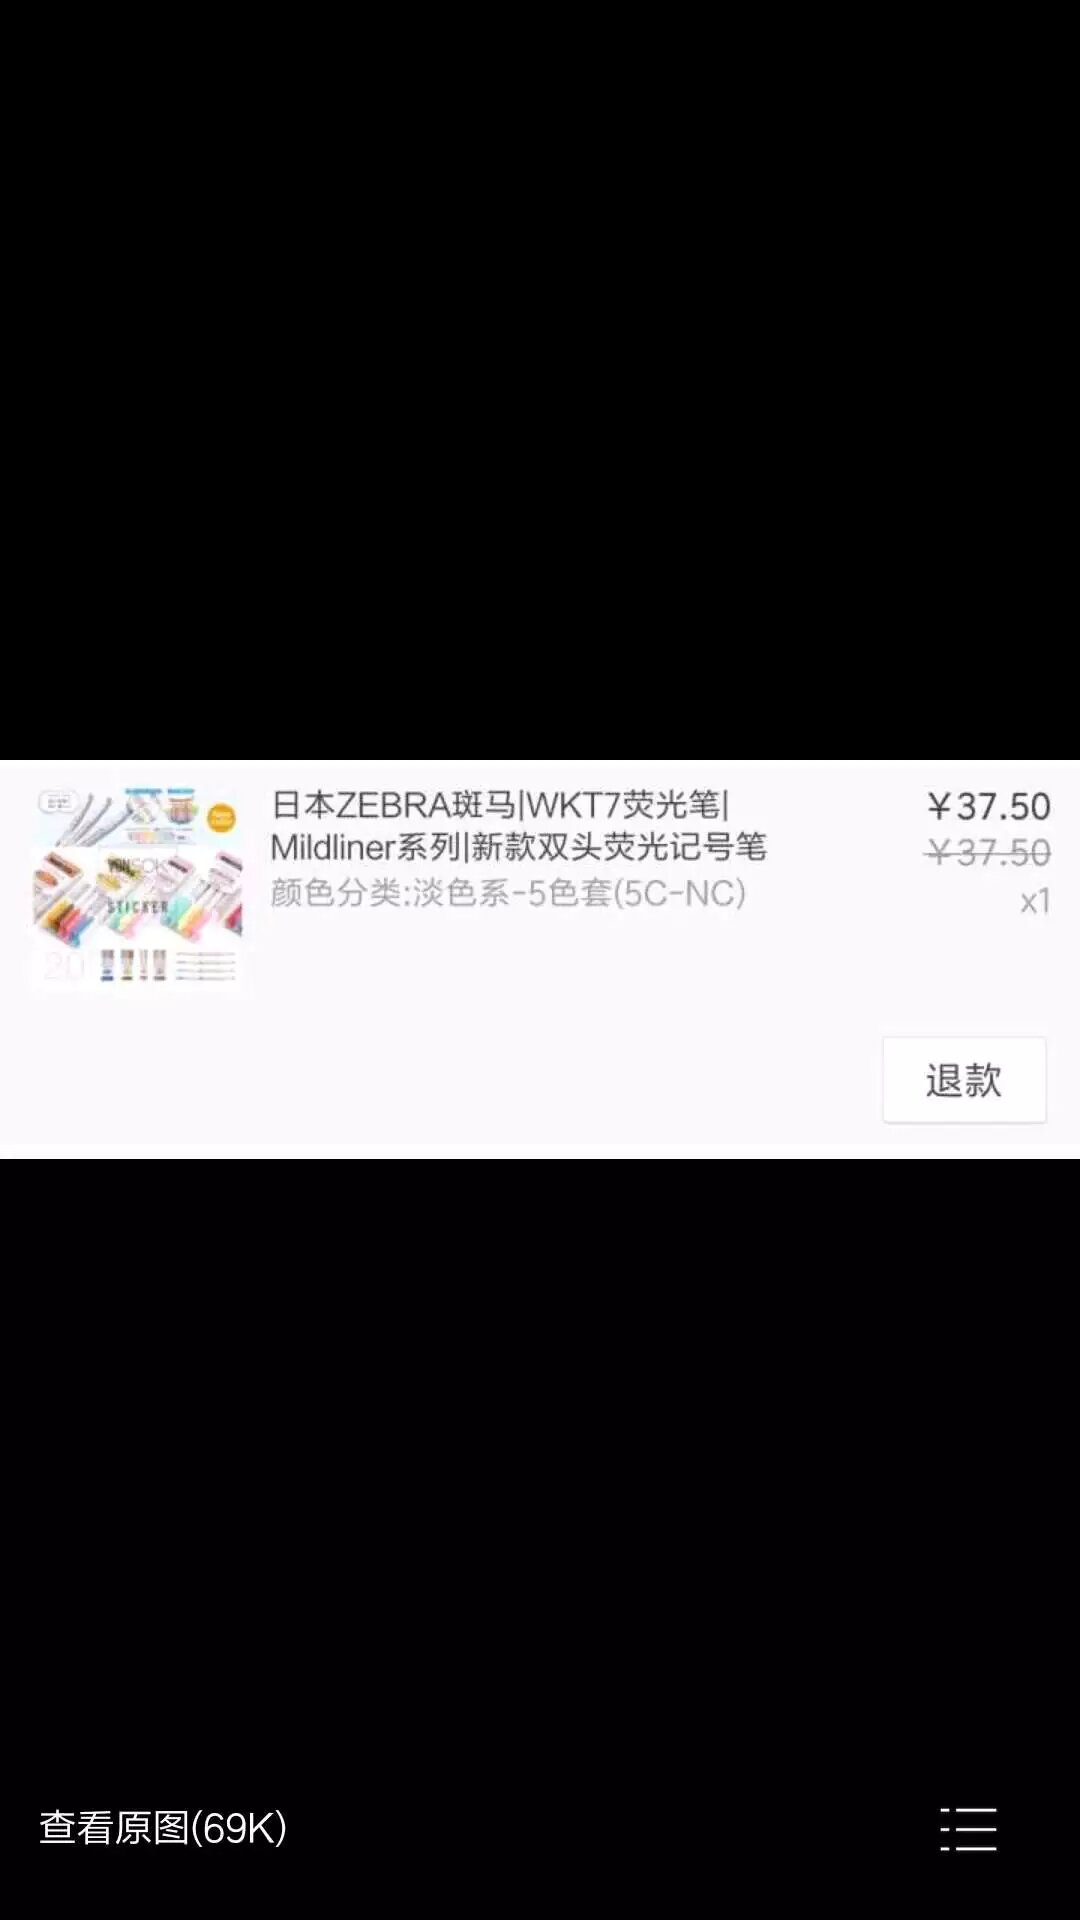 日本ZEBRA斑马|WKT7荧光笔|
Mildliner系列|新款双头荧光记号笔
颜色分类:淡色系-5色套(5C-NC)
￥37.50
￥37.50
x1
STICKER
20
退款
查看原图(69K)